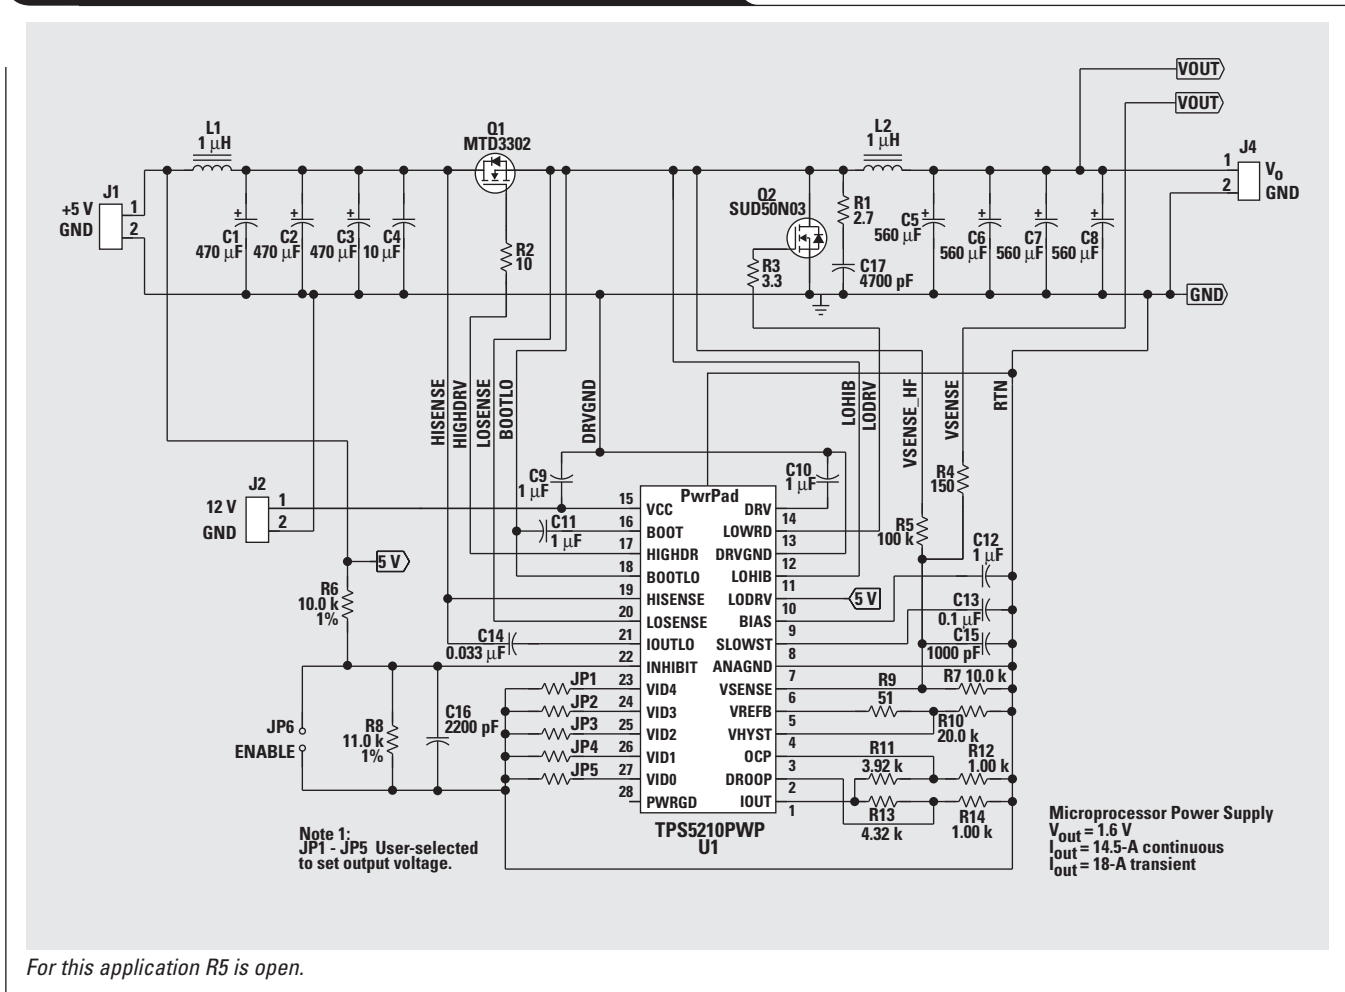 VOUT
VOUT
L1
1 μH
Q1
MTD3302
L2
1 μH
J4
1
2
Vo
GND
J1
+5 V
GND
1
2
Q2
SUD50N03
R1
2.7
+
C1
470 μF
+
C2
470 μF
+
C3
470 μF
C4
10 μF
R2
10
R3
3.3
C17
4700 pF
C5
560 μF
+
C6
560 μF
+
C7
560 μF
+
C8
560 μF
+
GND
HISENSE
HIGHDRV
LOSENSE
BOOTLO
DRVGND
LOHIB
LODRV
VSENSE_HF
VSENSE
RTN
J2
12 V
GND
1
2
C9
1 μF
C10
1 μF
R4
150
C11
1 μF
R5
100 k
C12
1 μF
5 V
R6
10.0 k
1%
5 V
C13
0.1 μF
C14
0.033 μF
C15
1000 pF
PwrPad
15 VCC DRV 14
16 BOOT LOWRD 13
17 HIGHDR DRVGND 12
18 BOOTLO LOHIB 11
19 HISENSE LODRV 10
20 LOSENSE BIAS 9
21 IOUTLO SLOWST 8
22 INHIBIT ANAGND 7
23 VID4 VSENSE 6
24 VID3 VREFB 5
25 VID2 VHYST 4
26 VID1 OCP 3
27 VID0 DROOP 2
28 PWRGD IOUT 1
TPS5210PWP
U1
JP1
JP2
JP3
JP4
JP5
JP6
ENABLE
R8
11.0 k
1%
C16
2200 pF
R7 10.0 k
R9
51
R10
20.0 k
R11
3.92 k
R12
1.00 k
R13
4.32 k
R14
1.00 k
Note 1:
JP1 - JP5 User-selected
to set output voltage.
Microprocessor Power Supply
Vout = 1.6 V
Iout = 14.5-A continuous
Iout = 18-A transient
For this application R5 is open.